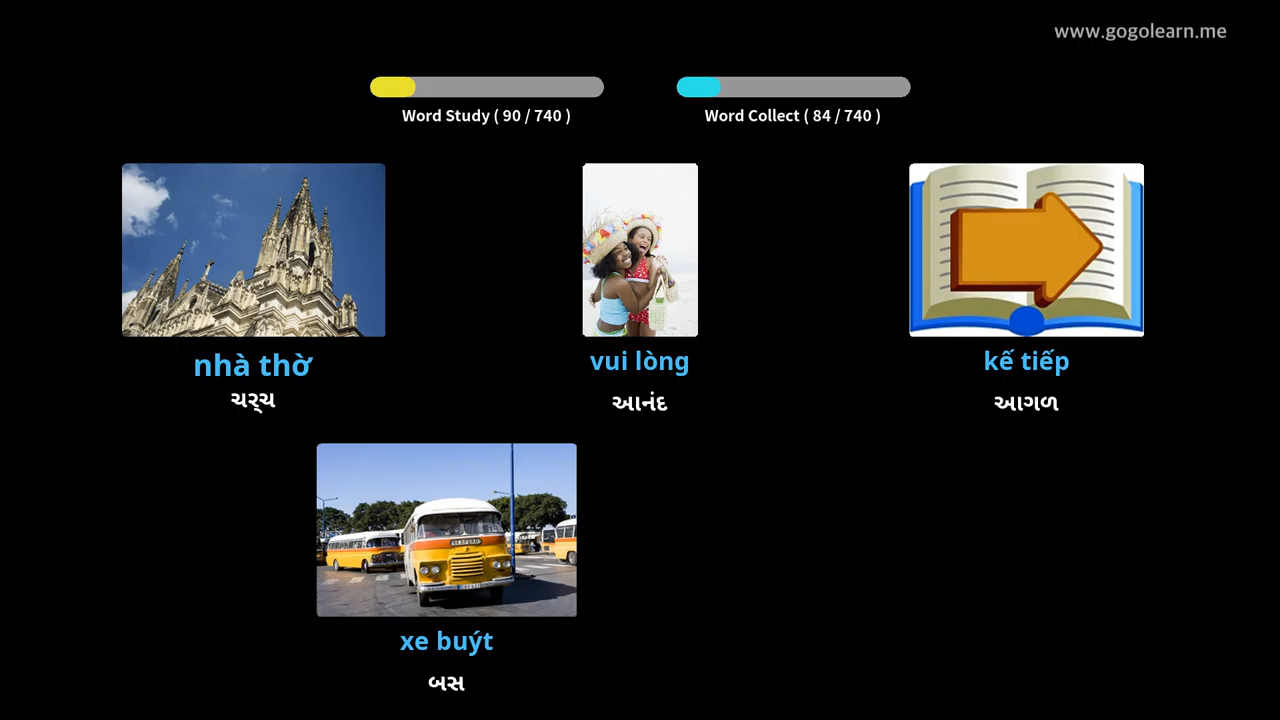 www.gogolearn.me
Word Study ( 90 / 740 )
Word Collect ( 84 / 740 )
nhà thờ
vui lòng
kế tiếp
ચર્ચ
આનંદ
આગળ
xe buýt
બસ